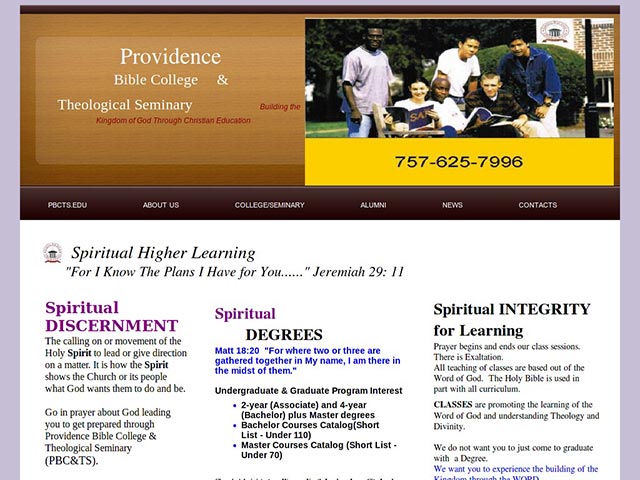 Providence
Bible College &
Theological Seminary
Building the
Kingdom of God Through Christian Education
757-625-7996
PBCTS.EDU
ABOUT US
COLLEGE/SEMINARY
ALUMNI
NEWS
CONTACTS
Spiritual Higher Learning
"For I Know The Plans I Have for You......" Jeremiah 29: 11
Spiritual
DISCERNMENT
The calling on or movement of the
Holy Spirit to lead or give direction
on a matter. It is how the Spirit
shows the Church or its people
what God wants them to do and be.
Go in prayer about God leading
you to get prepared through
Providence Bible College &
Theological Seminary
(PBC&TS).
Spiritual
DEGREES
Matt 18:20 "For where two or three are
gathered together in My name, I am there in
the midst of them."
Undergraduate & Graduate Program Interest
2-year (Associate) and 4-year
(Bachelor) plus Master degrees
Bachelor Courses Catalog(Short
List - Under 110)
Master Courses Catalog (Short List -
Under 70)
Spiritual INTEGRITY
for Learning
Prayer begins and ends our class sessions.
There is Exaltation.
All teaching of classes are based out of the
Word of God. The Holy Bible is used in
part with all curriculum.
CLASSES are promoting the learning of the
Word of God and understanding Theology and
Divinity.
We do not want you to just come to graduate
with a Degree.
We want you to experience the building of the
Kingdom through the WORD